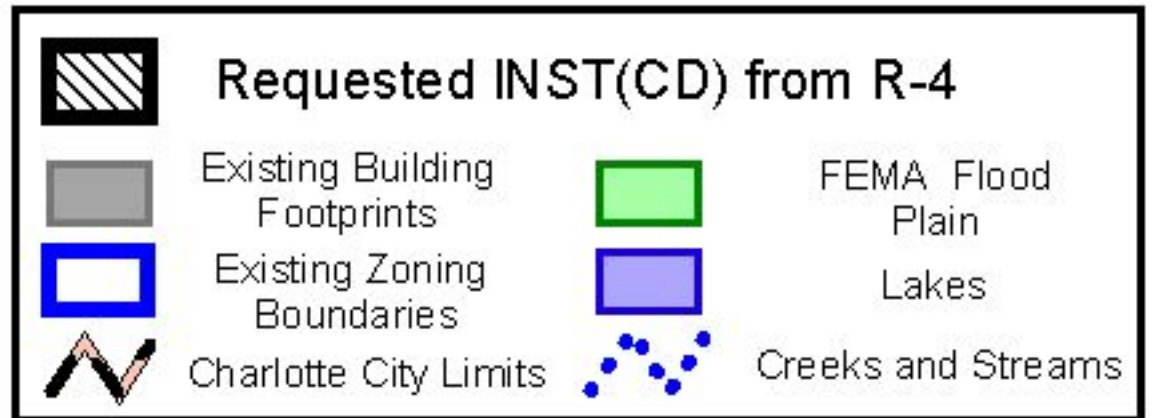 Requested INST(CD) from R-4
Existing Building
Footprints
FEMA Flood
Plain
Existing Zoning
Boundaries
Lakes
Charlotte City Limits
Creeks and Streams